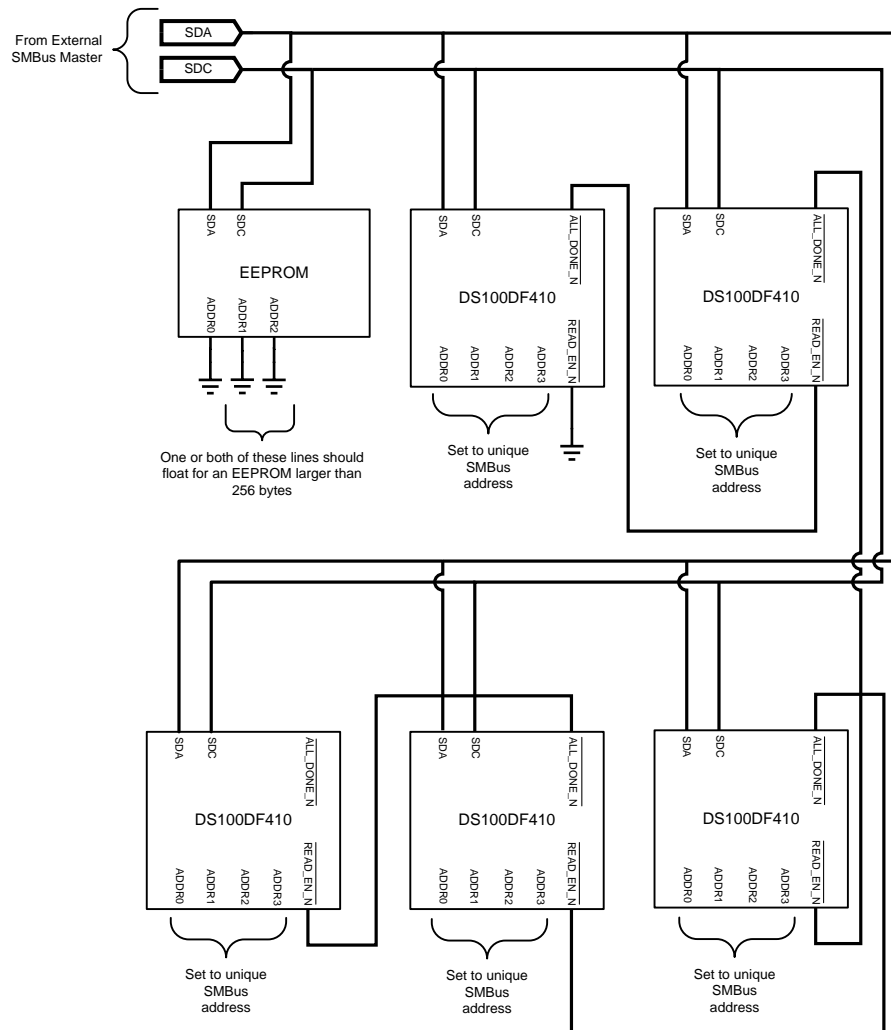 From External
SMBus Master
SDA
SDC
SDA
SDC
EEPROM
ADDR0
ADDR1
ADDR2
One or both of these lines should
float for an EEPROM larger than
256 bytes
SDA
SDC
ALL_DONE_N
DS100DF410
ADDR0
ADDR1
ADDR2
ADDR3
READ_EN_N
Set to unique
SMBus
address
SDA
SDC
ALL_DONE_N
DS100DF410
ADDR0
ADDR1
ADDR2
ADDR3
READ_EN_N
Set to unique
SMBus
address
SDA
SDC
ALL_DONE_N
DS100DF410
ADDR0
ADDR1
ADDR2
ADDR3
READ_EN_N
Set to unique
SMBus
address
SDA
SDC
ALL_DONE_N
DS100DF410
ADDR0
ADDR1
ADDR2
ADDR3
READ_EN_N
Set to unique
SMBus
address
SDA
SDC
ALL_DONE_N
DS100DF410
ADDR0
ADDR1
ADDR2
ADDR3
READ_EN_N
Set to unique
SMBus
address